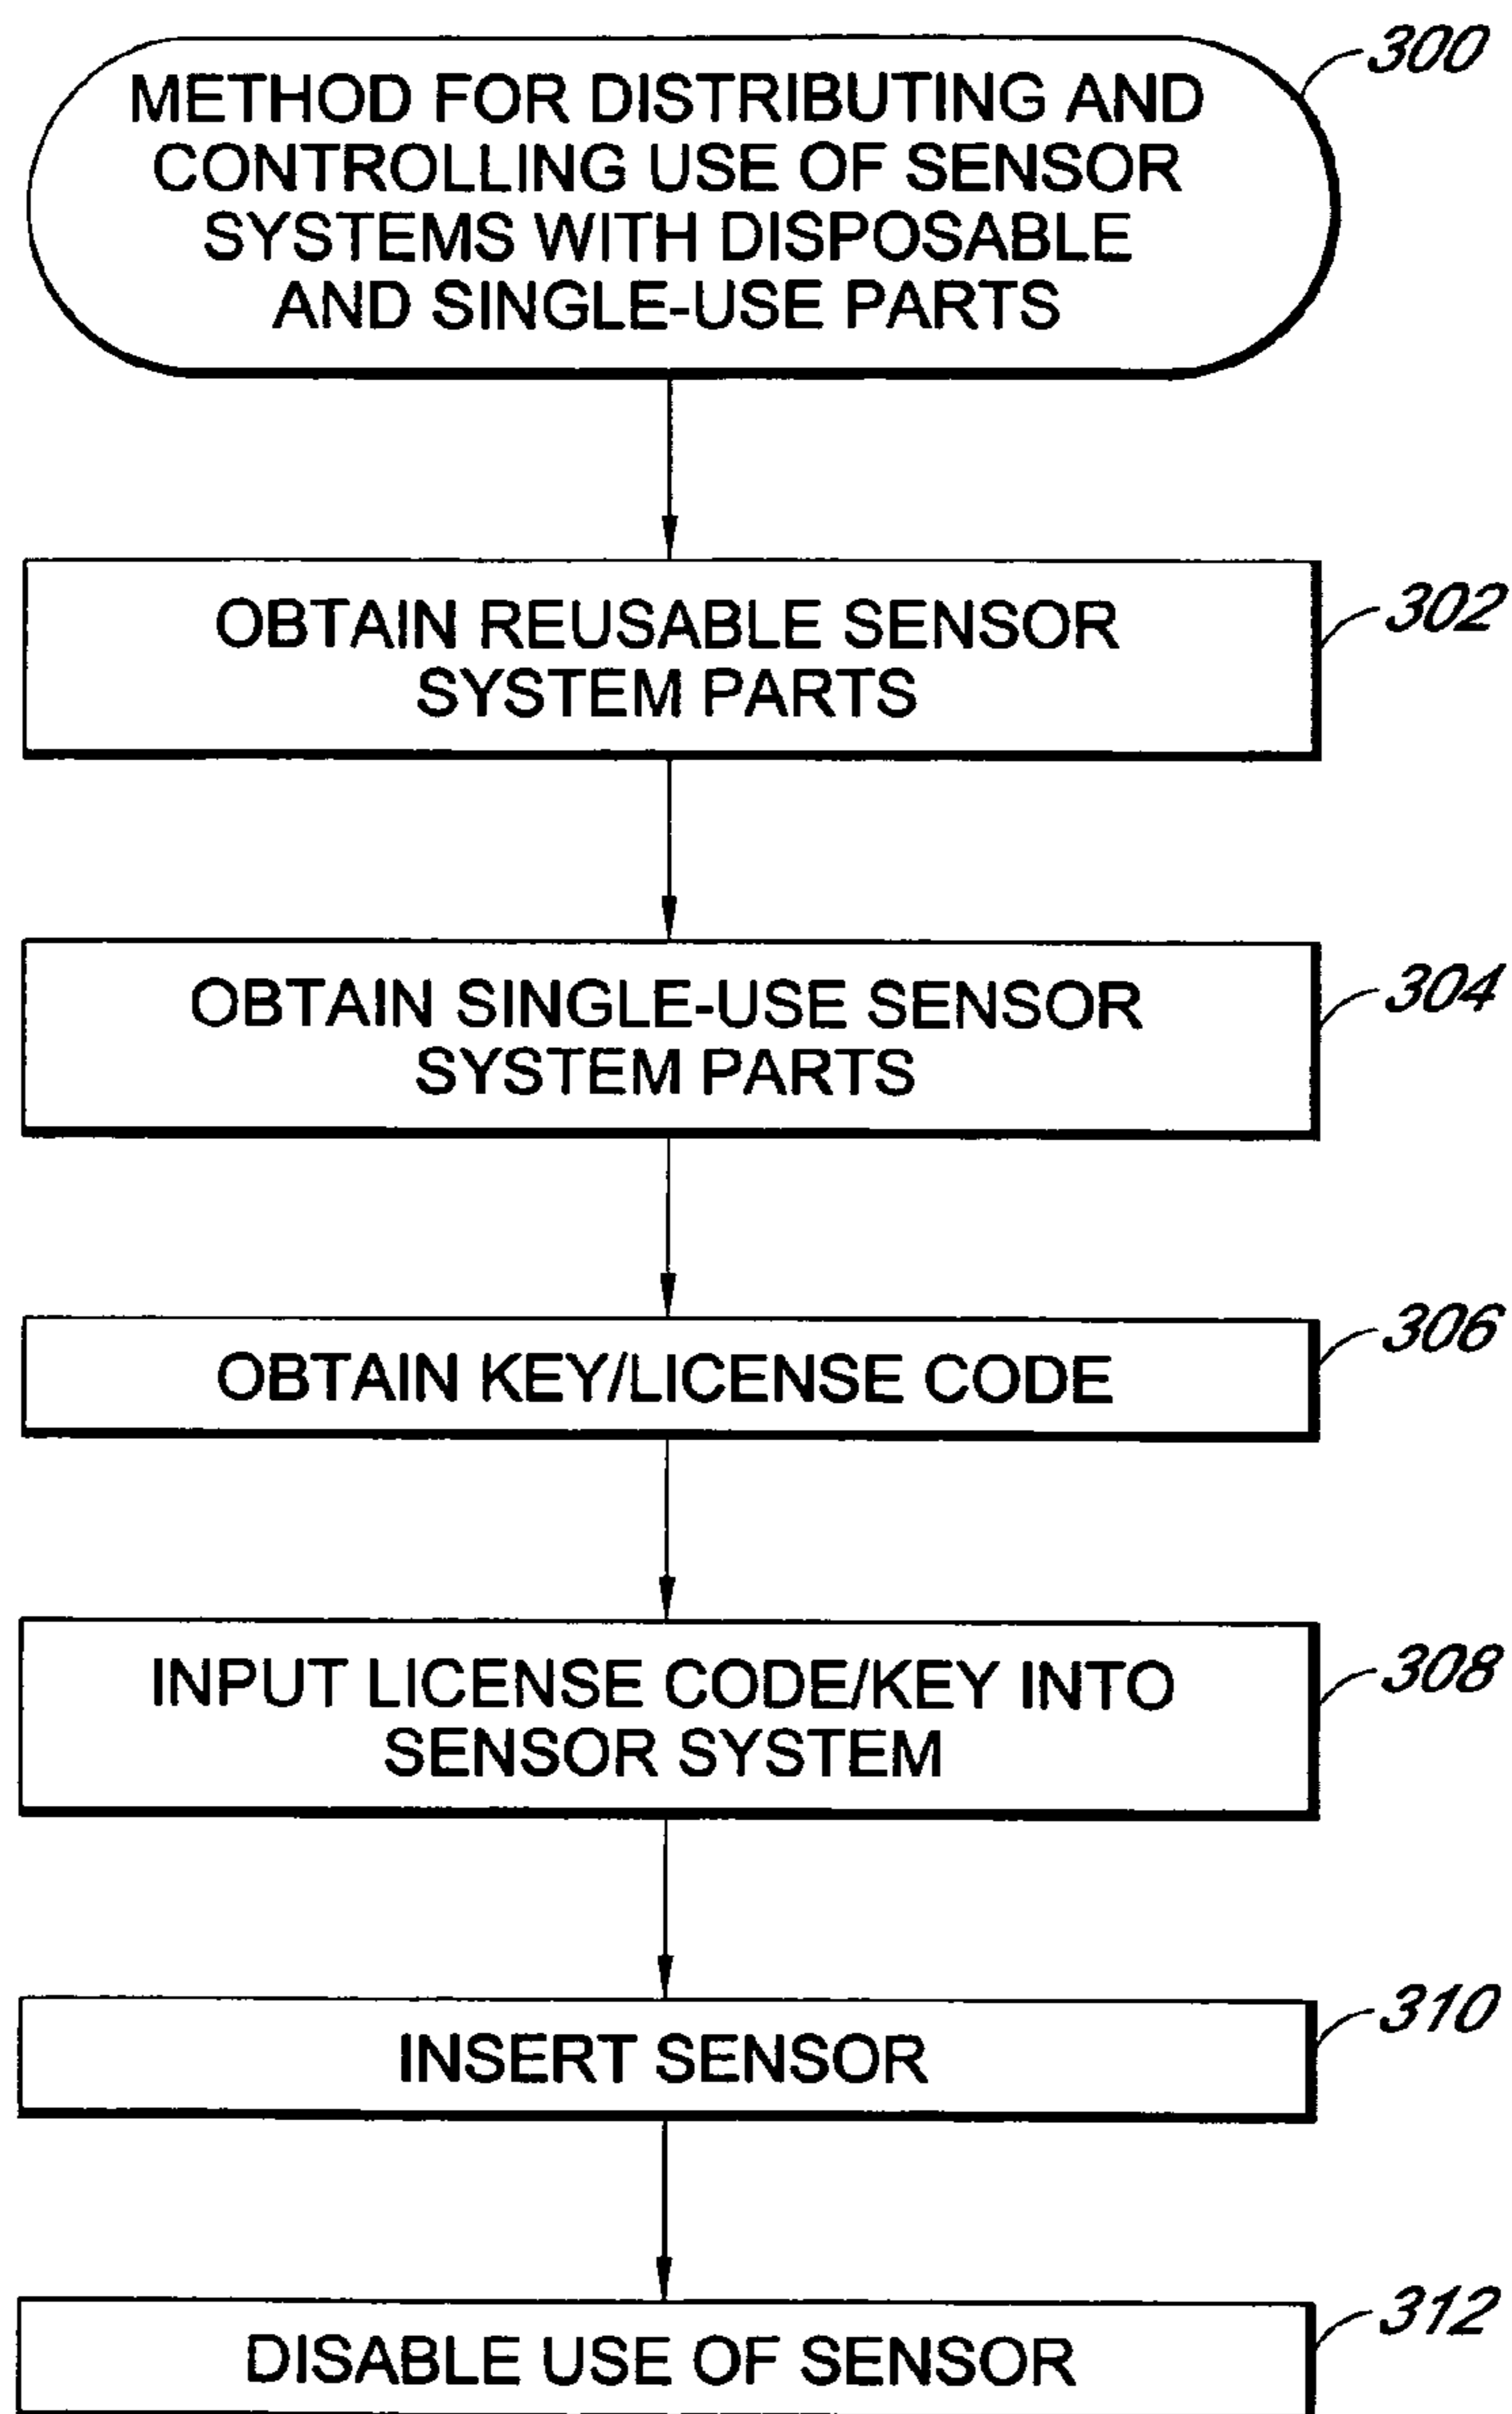 300
METHOD FOR DISTRIBUTING AND
CONTROLLING USE OF SENSOR
SYSTEMS WITH DISPOSABLE
AND SINGLE-USE PARTS
302
OBTAIN REUSABLE SENSOR
SYSTEM PARTS
304
OBTAIN SINGLE-USE SENSOR
SYSTEM PARTS
306
OBTAIN KEY/LICENSE CODE
308
INPUT LICENSE CODE/KEY INTO
SENSOR SYSTEM
310
INSERT SENSOR
312
DISABLE USE OF SENSOR